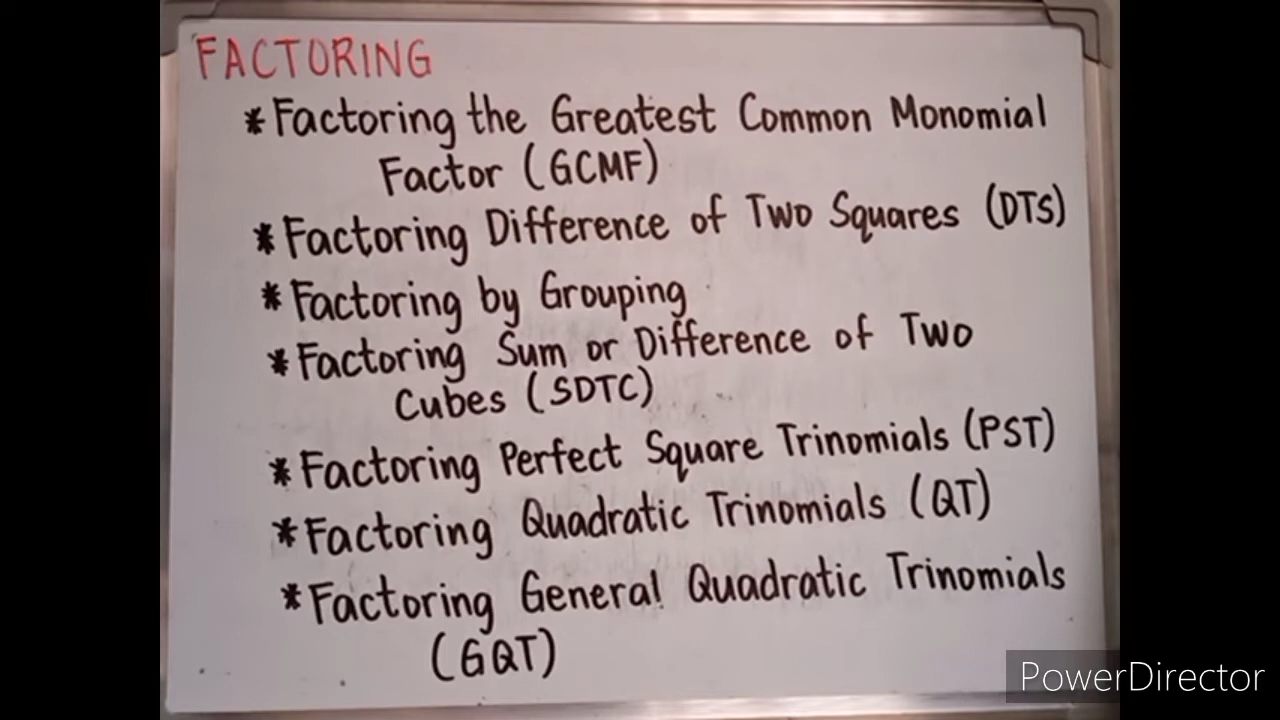 FACTORING
* Factoring the Greatest Common Monomial
Factor (GCMF)
* Factoring Difference of Two Squares (DTS)
* Factoring by Grouping
* Factoring Sum or Difference of Two
Cubes (SDTC)
* Factoring Perfect Square Trinomials (PST)
* Factoring Quadratic Trinomials (QT)
* Factoring General Quadratic Trinomials
(GQT)
PowerDirector